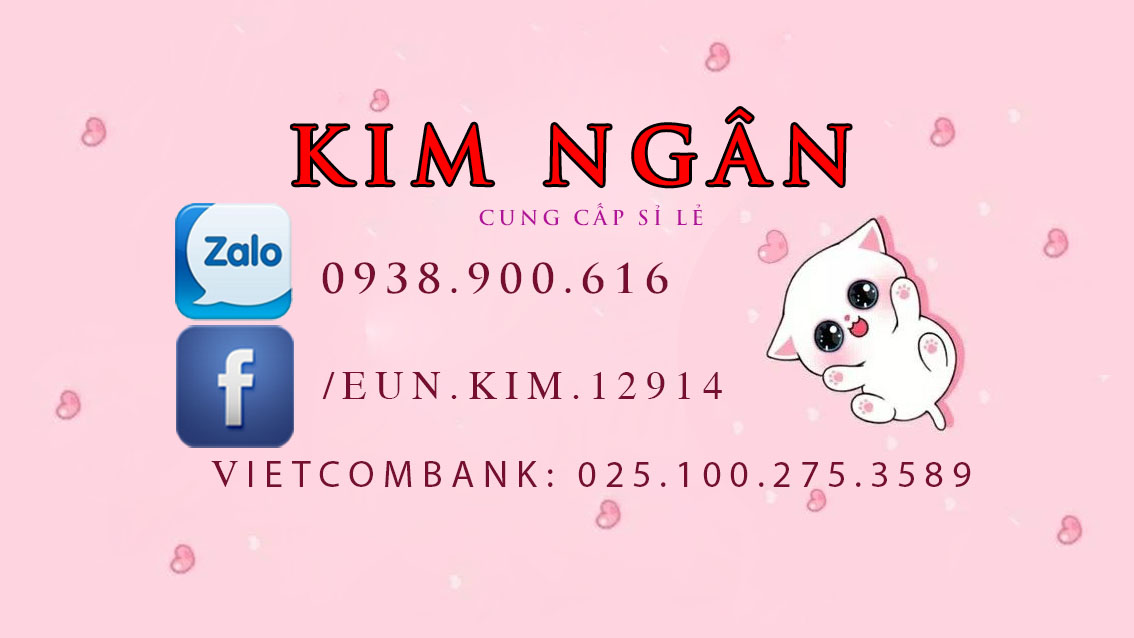 KIM NGÂN
CUNG CẤP SỈ LẺ
Zalo
0938.900.616
f
/EUN.KIM.12914
VIETCOMBANK: 025.100.275.3589